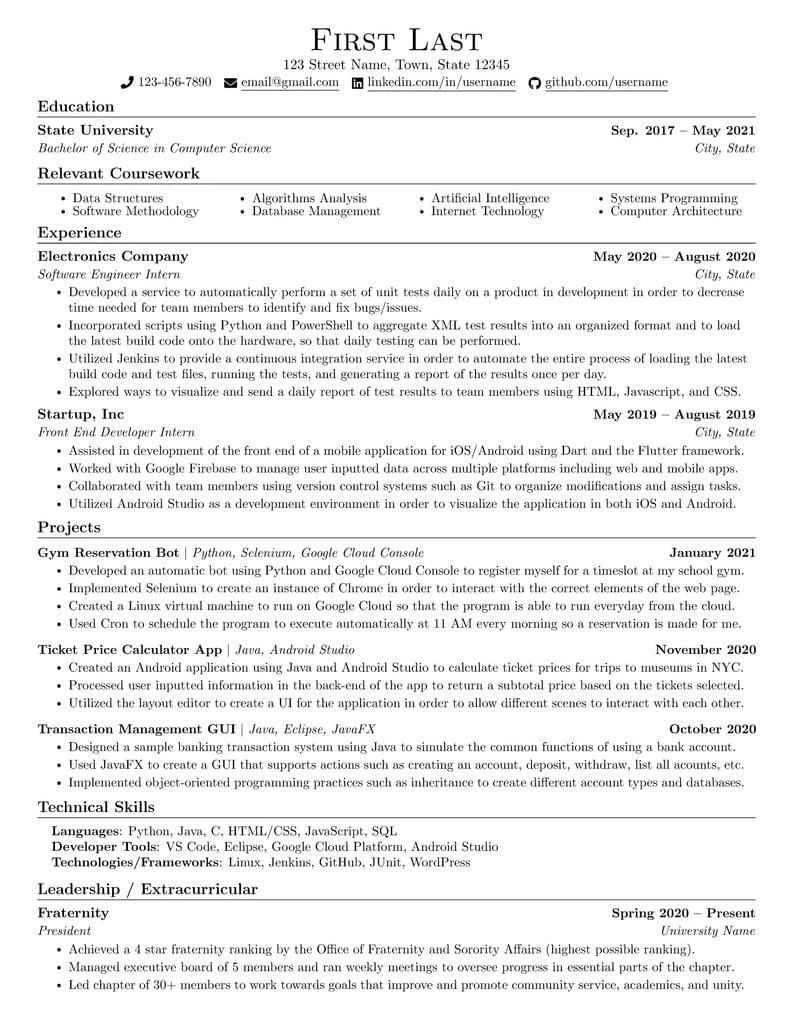 First Last
123 Street Name, Town, State 12345
123-456-7890 email@gmail.com linkedin.com/in/username github.com/username
Education
State University Sep. 2017 – May 2021
Bachelor of Science in Computer Science City, State
Relevant Coursework
• Data Structures • Algorithms Analysis • Artificial Intelligence • Systems Programming
• Software Methodology • Database Management • Internet Technology • Computer Architecture
Experience
Electronics Company May 2020 – August 2020
Software Engineer Intern City, State
• Developed a service to automatically perform a set of unit tests daily on a product in development in order to decrease
time needed for team members to identify and fix bugs/issues.
• Incorporated scripts using Python and PowerShell to aggregate XML test results into an organized format and to load
the latest build code onto the hardware, so that daily testing can be performed.
• Utilized Jenkins to provide a continuous integration service in order to automate the entire process of loading the latest
build code and test files, running the tests, and generating a report of the results once per day.
• Explored ways to visualize and send a daily report of test results to team members using HTML, Javascript, and CSS.
Startup, Inc May 2019 – August 2019
Front End Developer Intern City, State
• Assisted in development of the front end of a mobile application for iOS/Android using Dart and the Flutter framework.
• Worked with Google Firebase to manage user inputted data across multiple platforms including web and mobile apps.
• Collaborated with team members using version control systems such as Git to organize modifications and assign tasks.
• Utilized Android Studio as a development environment in order to visualize the application in both iOS and Android.
Projects
Gym Reservation Bot | Python, Selenium, Google Cloud Console January 2021
• Developed an automatic bot using Python and Google Cloud Console to register myself for a timeslot at my school gym.
• Implemented Selenium to create an instance of Chrome in order to interact with the correct elements of the web page.
• Created a Linux virtual machine to run on Google Cloud so that the program is able to run everyday from the cloud.
• Used Cron to schedule the program to execute automatically at 11 AM every morning so a reservation is made for me.
Ticket Price Calculator App | Java, Android Studio November 2020
• Created an Android application using Java and Android Studio to calculate ticket prices for trips to museums in NYC.
• Processed user inputted information in the back-end of the app to return a subtotal price based on the tickets selected.
• Utilized the layout editor to create a UI for the application in order to allow different scenes to interact with each other.
Transaction Management GUI | Java, Eclipse, JavaFX October 2020
• Designed a sample banking transaction system using Java to simulate the common functions of using a bank account.
• Used JavaFX to create a GUI that supports actions such as creating an account, deposit, withdraw, list all acounts, etc.
• Implemented object-oriented programming practices such as inheritance to create different account types and databases.
Technical Skills
Languages: Python, Java, C, HTML/CSS, JavaScript, SQL
Developer Tools: VS Code, Eclipse, Google Cloud Platform, Android Studio
Technologies/Frameworks: Linux, Jenkins, GitHub, JUnit, WordPress
Leadership / Extracurricular
Fraternity Spring 2020 – Present
President University Name
• Achieved a 4 star fraternity ranking by the Office of Fraternity and Sorority Affairs (highest possible ranking).
• Managed executive board of 5 members and ran weekly meetings to oversee progress in essential parts of the chapter.
• Led chapter of 30+ members to work towards goals that improve and promote community service, academics, and unity.